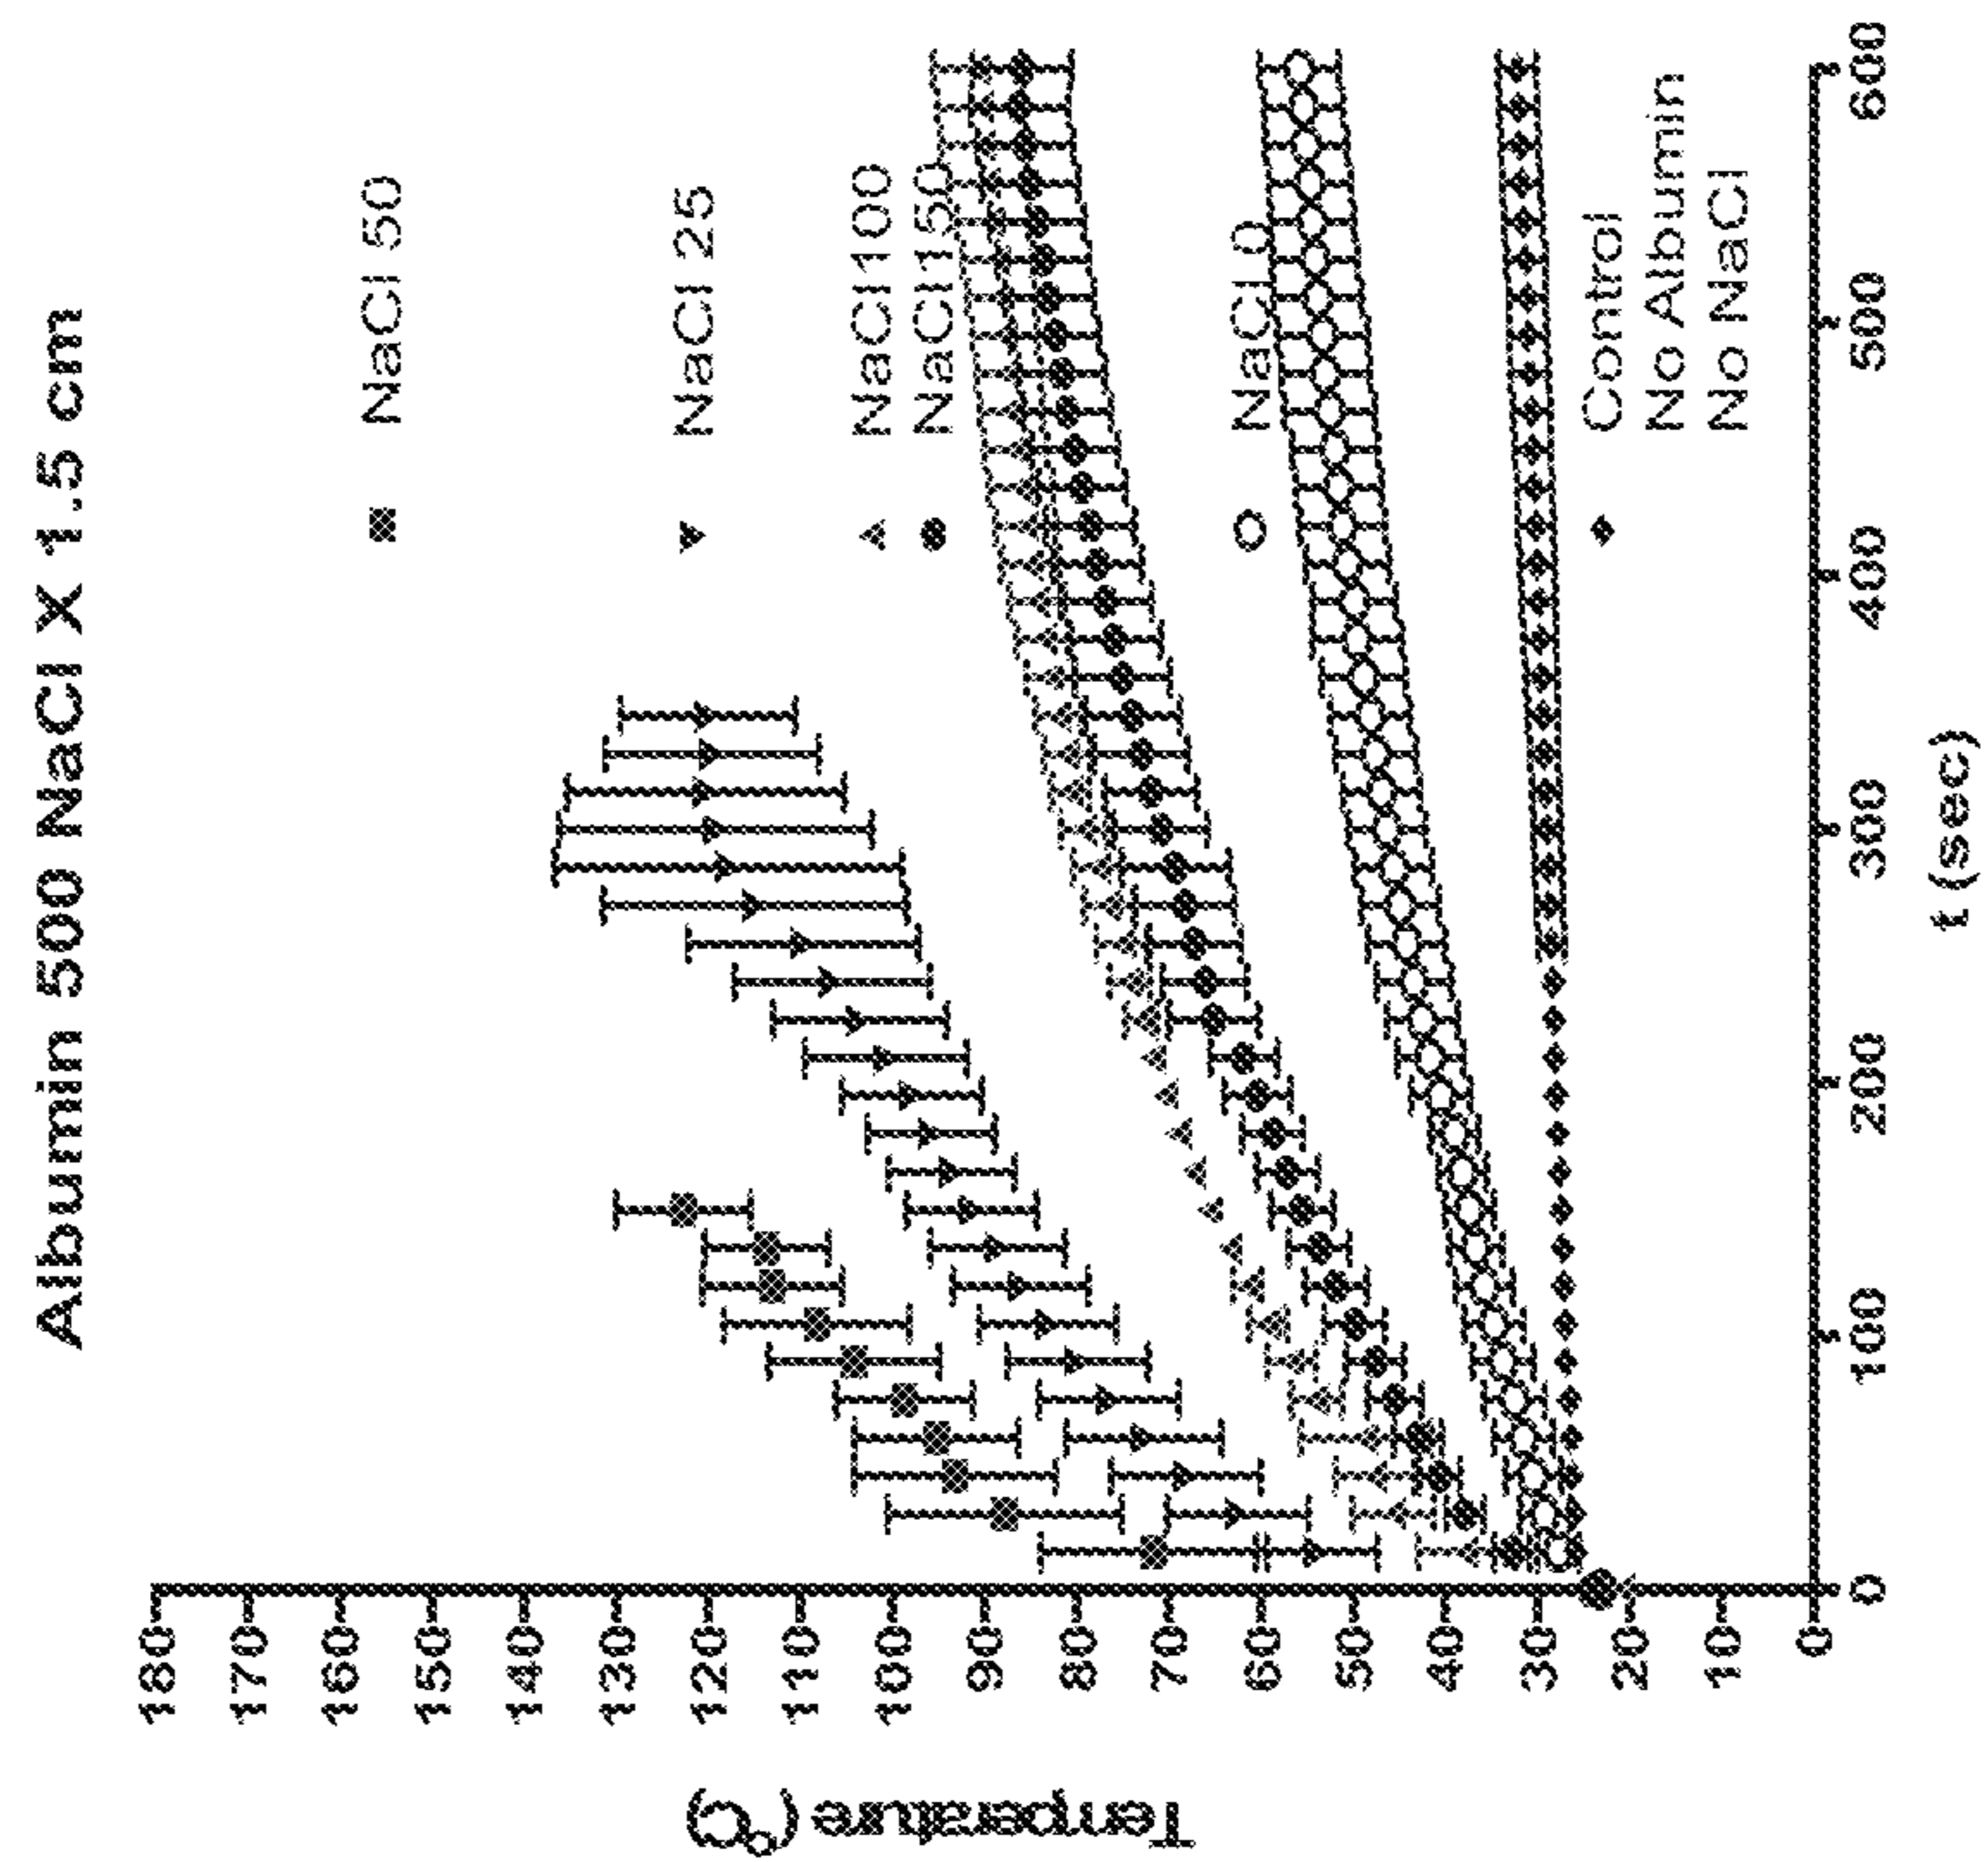 Albumin 500 NaCl X 1.5 cm
Temperature (°C)
180
170
160
150
140
130
120
110
100
90
80
70
60
50
40
30
20
10
0
NaCl 50
NaCl 25
NaCl 100
NaCl 150
NaCl 0
Control
No Albumin
No NaCl
0
100
200
300
400
500
600
t (sec)